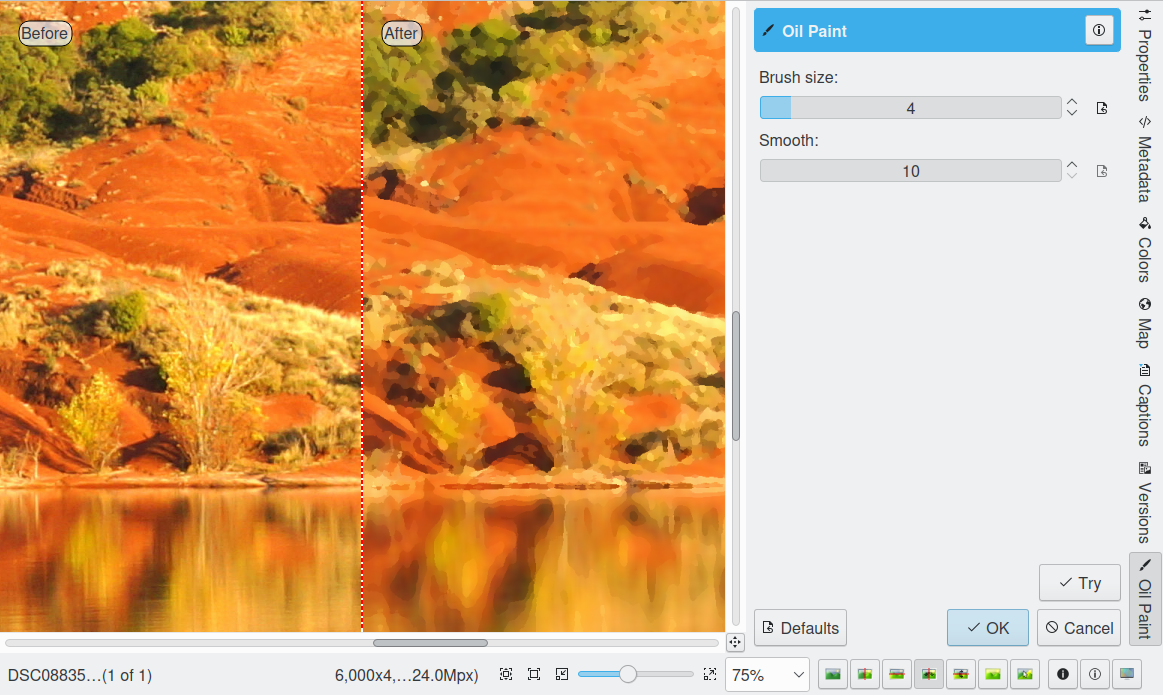 Before
After
Oil Paint
Brush size:
4
Smooth:
10
Properties
Metadata
Colors
Map
Captions
Versions
Oil Paint
Try
Defaults
OK
Cancel
DSC08835…(1 of 1)
6,000x4,…24.0Mpx)
75%